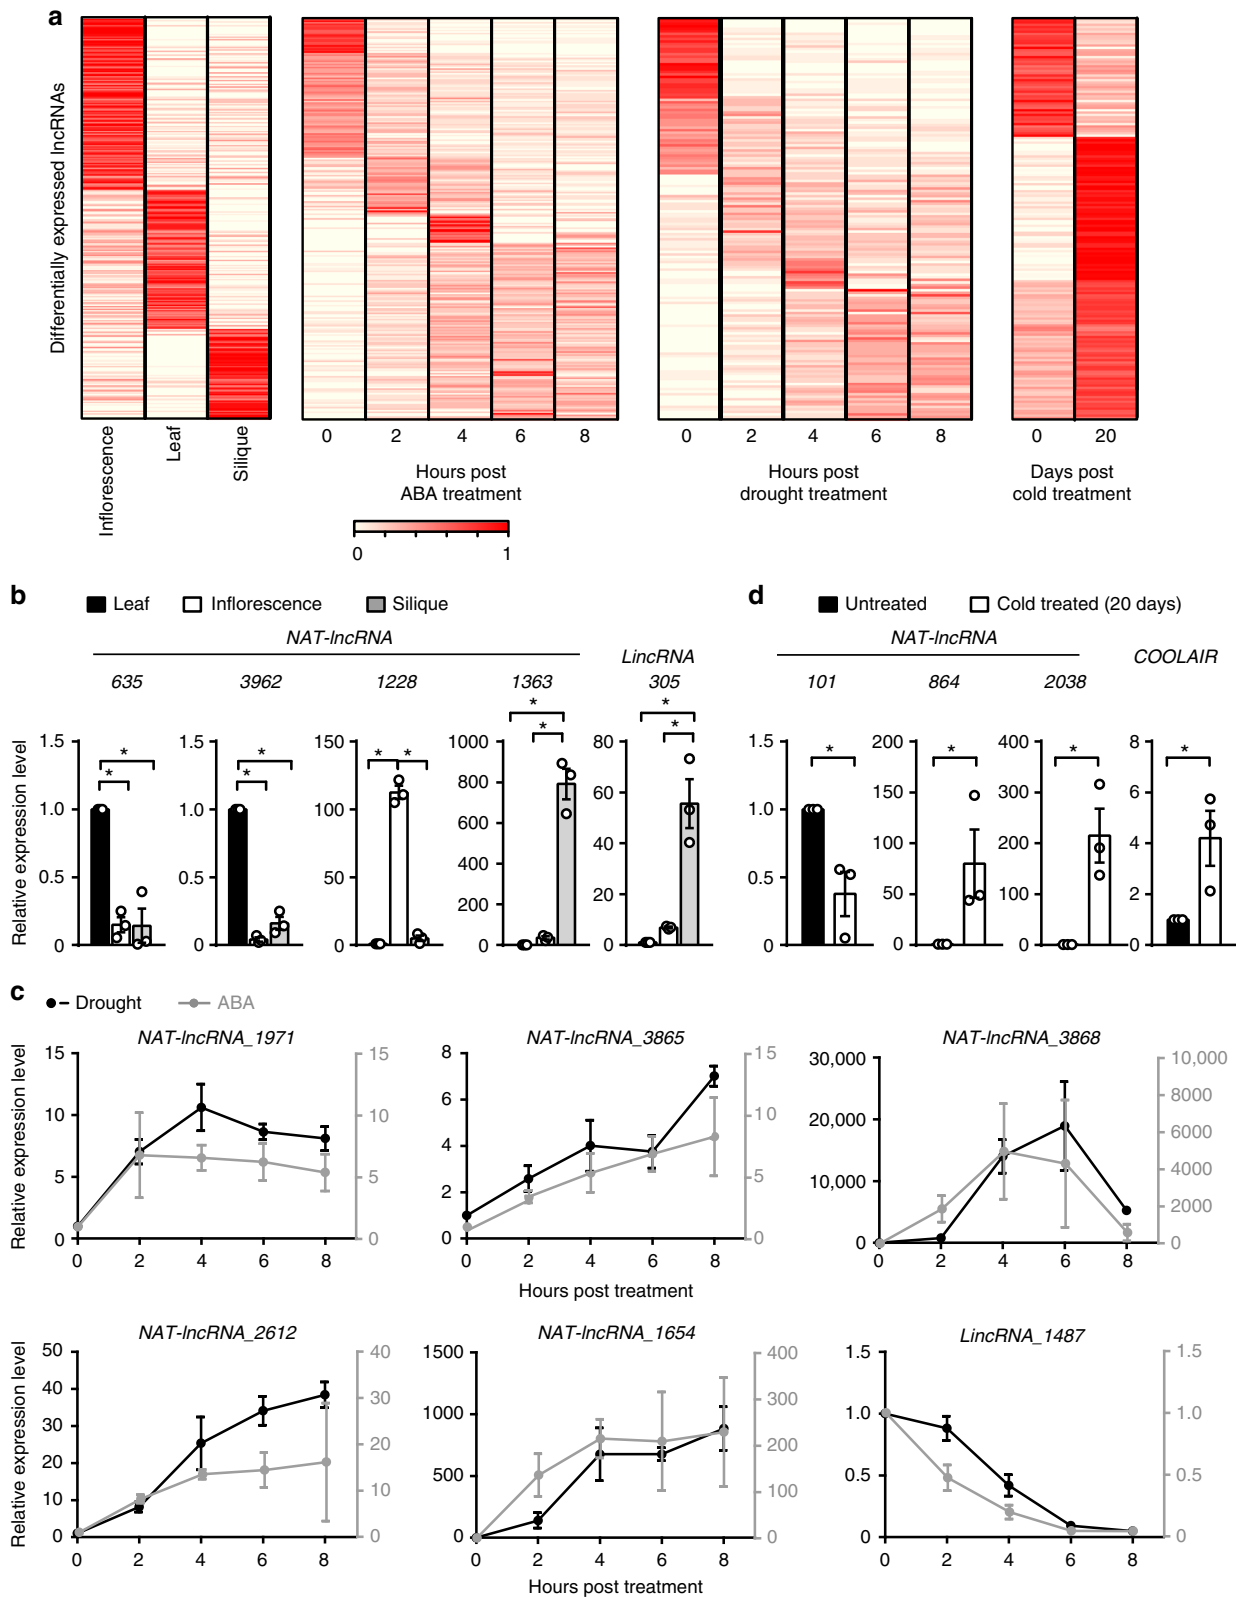 a
Differentially expressed lncRNAs
Inflorescence
Leaf
Silique
0 2 4 6 8
Hours post
ABA treatment
0 2 4 6 8
Hours post
drought treatment
0 20
Days post
cold treatment
0 1
b
Leaf Inflorescence Silique
NAT-lncRNA
LincRNA
635 3962 1228 1363 305
Relative expression level
* *
1.5
1.0
0.5
0
* *
1.5
1.0
0.5
0
* *
150
100
50
0
*
*
1000
800
600
400
200
0
*
*
80
60
40
20
0
d
Untreated Cold treated (20 days)
NAT-lncRNA
COOLAIR
101 864 2038
*
1.5
1.0
0.5
0
*
200
150
100
50
0
*
400
300
200
100
0
*
8
6
4
2
0
c
Drought ABA
NAT-lncRNA_1971
Relative expression level
15
10
5
0
15
10
5
0
0 2 4 6 8
NAT-lncRNA_3865
8
6
4
2
0
15
10
5
0
0 2 4 6 8
Hours post treatment
NAT-lncRNA_3868
30,000
20,000
10,000
0
10,000
8000
6000
4000
2000
0
0 2 4 6 8
NAT-lncRNA_2612
Relative expression level
50
40
30
20
10
0
40
30
20
10
0
0 2 4 6 8
NAT-lncRNA_1654
1500
1000
500
0
400
300
200
100
0
0 2 4 6 8
Hours post treatment
LincRNA_1487
1.5
1.0
0.5
0
1.5
1.0
0.5
0
0 2 4 6 8